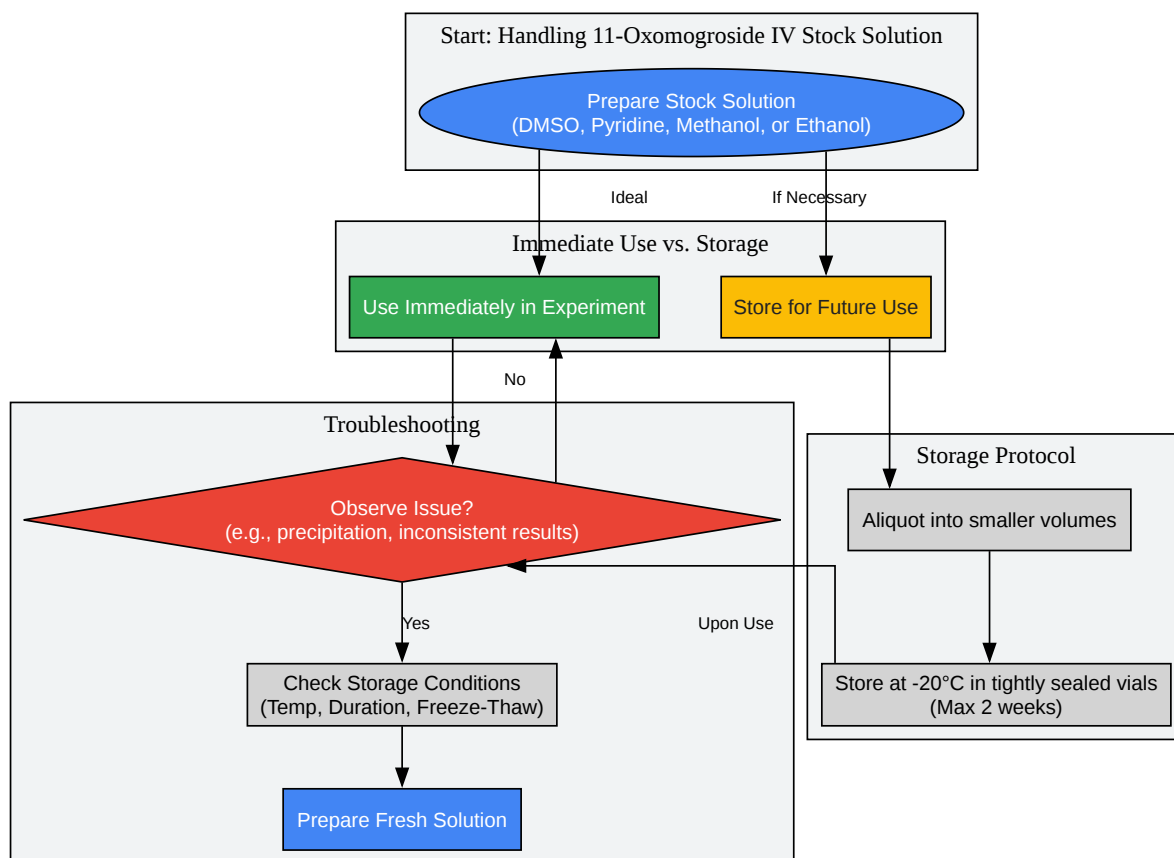 Start: Handling 11-Oxomogroside IV Stock Solution
Prepare Stock Solution
(DMSO, Pyridine, Methanol, or Ethanol)
Ideal
If Necessary
Immediate Use vs. Storage
Use Immediately in Experiment
Store for Future Use
No
Troubleshooting
Observe Issue?
(e.g., precipitation, inconsistent results)
Yes
Check Storage Conditions
(Temp, Duration, Freeze-Thaw)
Prepare Fresh Solution
Storage Protocol
Aliquot into smaller volumes
Upon Use
Store at -20°C in tightly sealed vials
(Max 2 weeks)